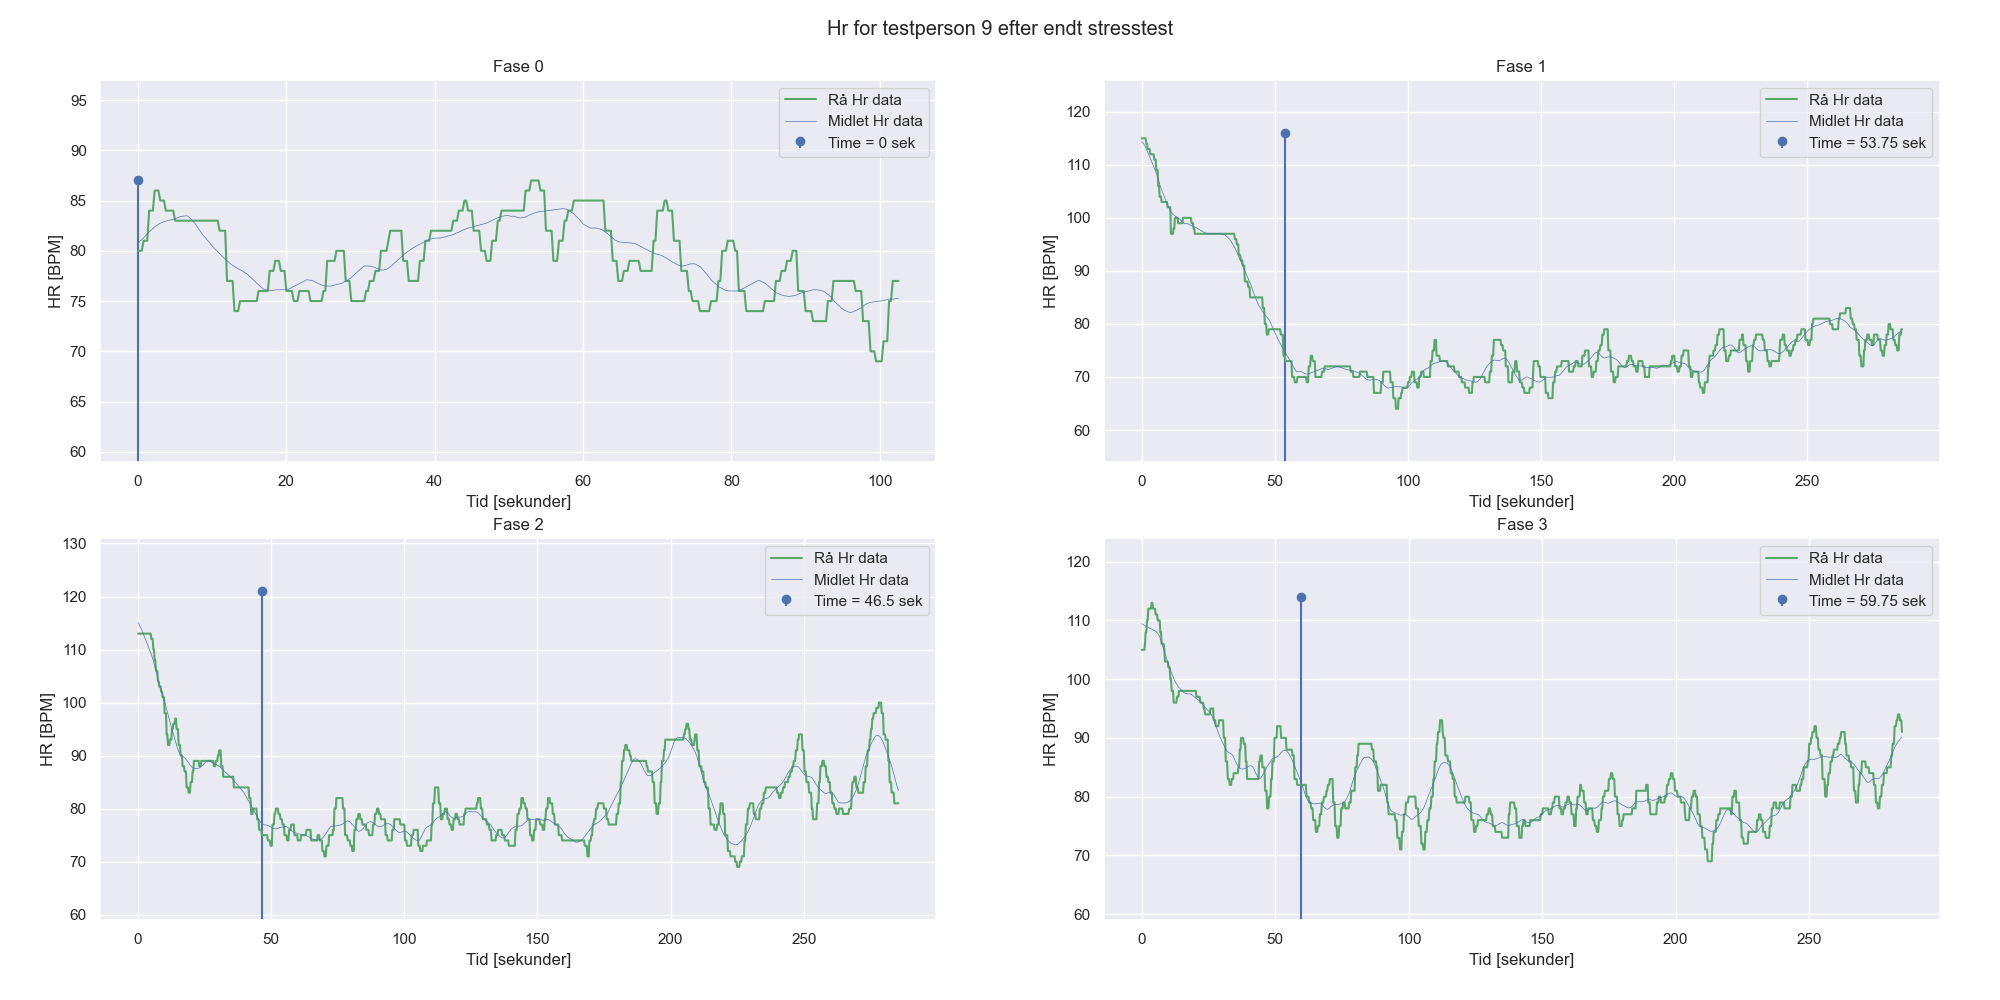 Hr for testperson 9 efter endt stresstest
Fase 0
HR [BPM]
95
90
85
80
75
70
65
60
Rå Hr data
Midlet Hr data
Time = 0 sek
0 20 40 60 80 100
Tid [sekunder]
Fase 1
HR [BPM]
120
110
100
90
80
70
60
Rå Hr data
Midlet Hr data
Time = 53.75 sek
0 50 100 150 200 250
Tid [sekunder]
Fase 2
HR [BPM]
130
120
110
100
90
80
70
60
Rå Hr data
Midlet Hr data
Time = 46.5 sek
0 50 100 150 200 250
Tid [sekunder]
Fase 3
HR [BPM]
120
110
100
90
80
70
60
Rå Hr data
Midlet Hr data
Time = 59.75 sek
0 50 100 150 200 250
Tid [sekunder]